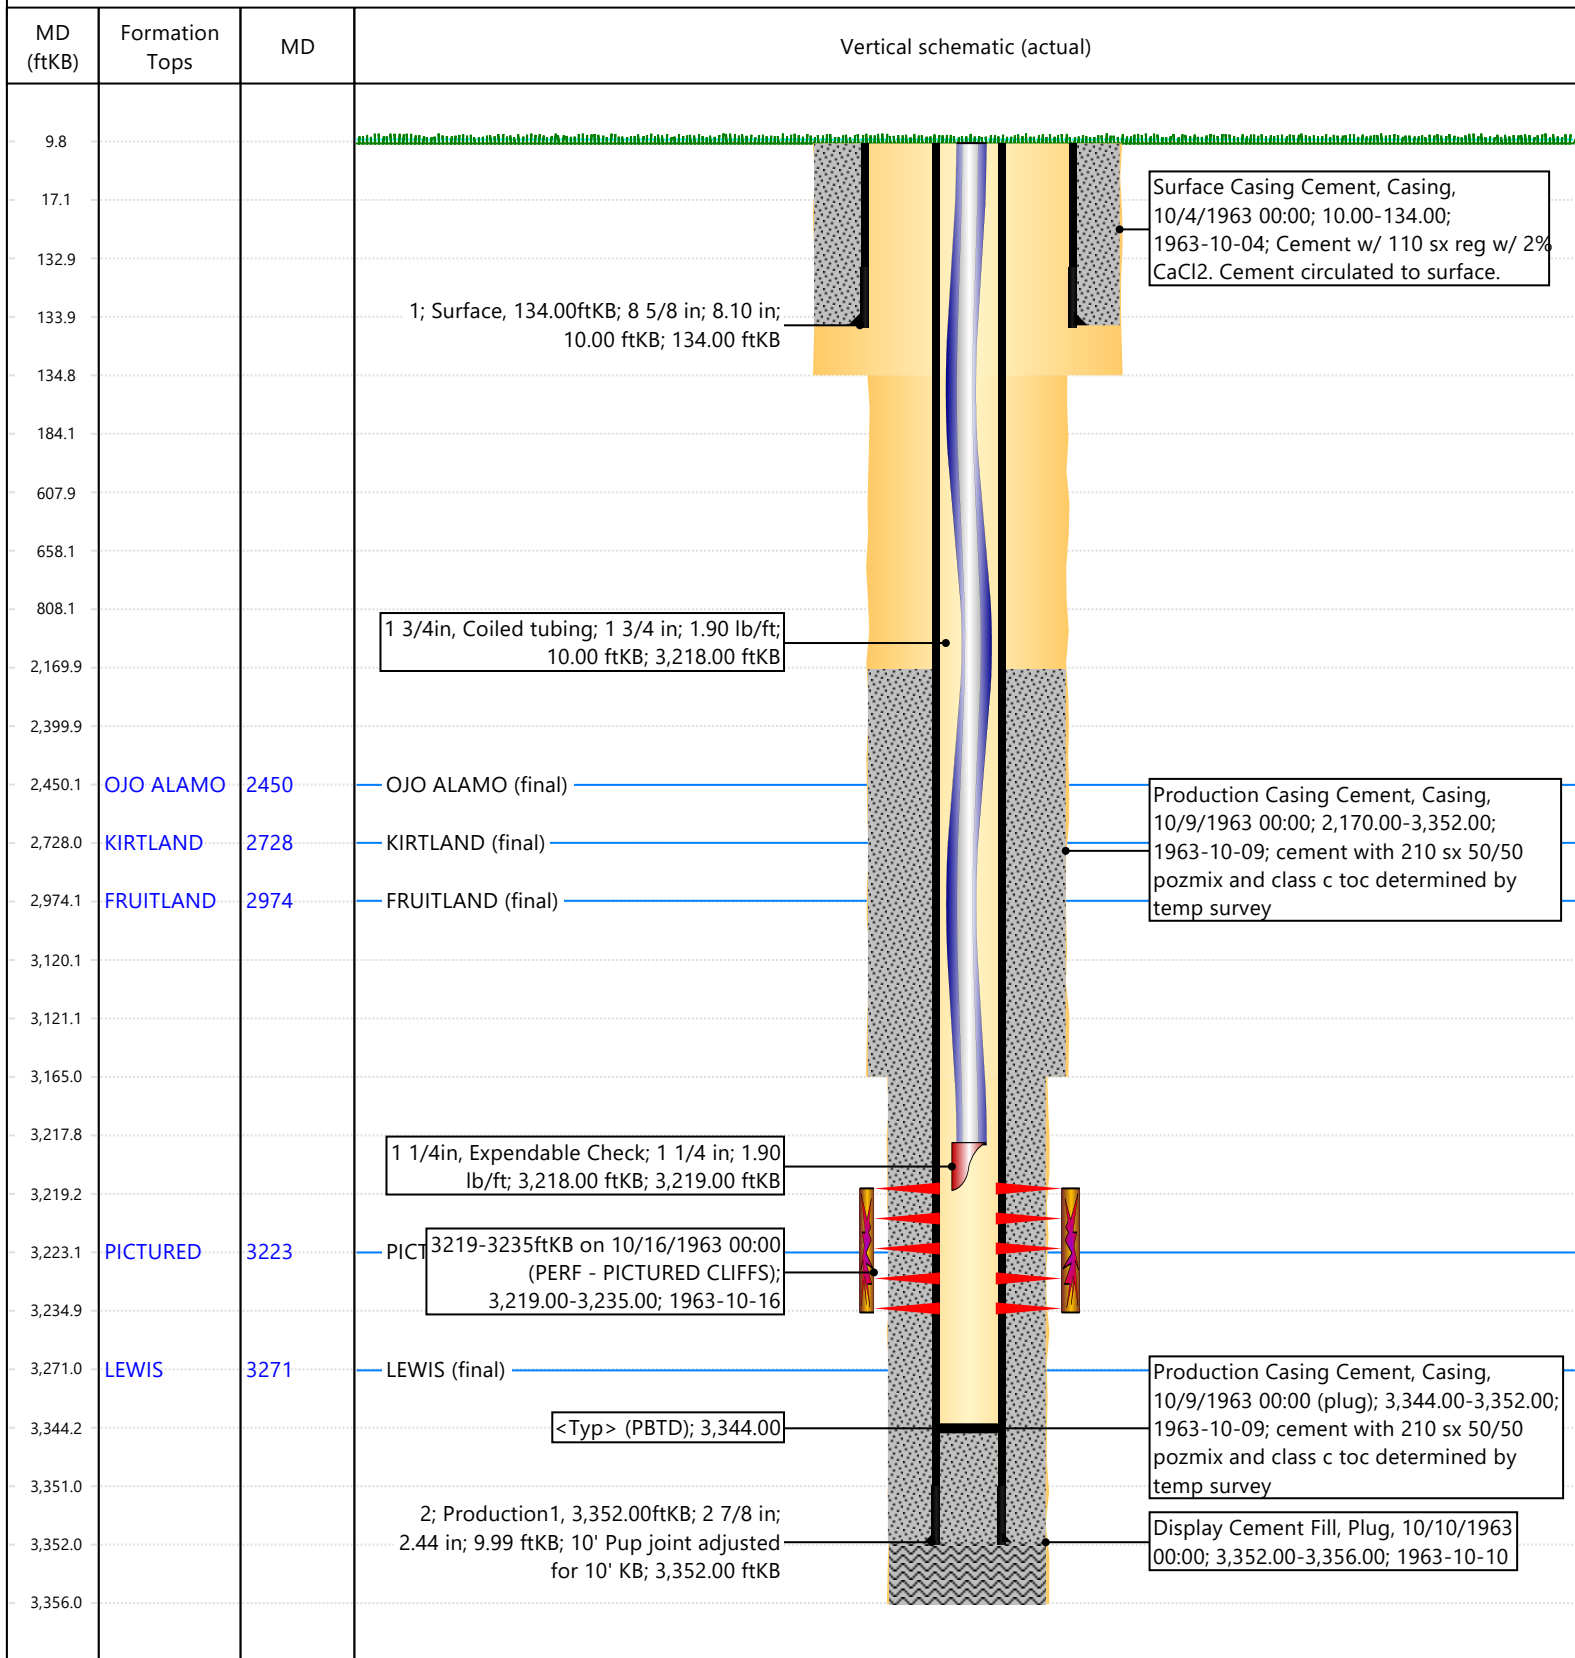 MD
(ftKB)
Formation
Tops
MD
Vertical schematic (actual)
9.8
17.1
Surface Casing Cement, Casing,
10/4/1963 00:00; 10.00-134.00;
1963-10-04; Cement w/ 110 sx reg w/ 2%
CaCl2. Cement circulated to surface.
132.9
133.9
1; Surface, 134.00ftKB; 8 5/8 in; 8.10 in;
10.00 ftKB; 134.00 ftKB
134.8
184.1
607.9
658.1
808.1
1 3/4in, Coiled tubing; 1 3/4 in; 1.90 lb/ft;
10.00 ftKB; 3,218.00 ftKB
2,169.9
2,399.9
2,450.1
OJO ALAMO
2450
OJO ALAMO (final)
Production Casing Cement, Casing,
10/9/1963 00:00; 2,170.00-3,352.00;
1963-10-09; cement with 210 sx 50/50
pozmix and class c toc determined by
temp survey
2,728.0
KIRTLAND
2728
KIRTLAND (final)
2,974.1
FRUITLAND
2974
FRUITLAND (final)
3,120.1
3,121.1
3,165.0
3,217.8
1 1/4in, Expendable Check; 1 1/4 in; 1.90
lb/ft; 3,218.00 ftKB; 3,219.00 ftKB
3,219.2
3,223.1
PICTURED
3223
PICT
3219-3235ftKB on 10/16/1963 00:00
(PERF - PICTURED CLIFFS);
3,219.00-3,235.00; 1963-10-16
3,234.9
3,271.0
LEWIS
3271
LEWIS (final)
Production Casing Cement, Casing,
10/9/1963 00:00 (plug); 3,344.00-3,352.00;
1963-10-09; cement with 210 sx 50/50
pozmix and class c toc determined by
temp survey
3,344.2
<Typ> (PBTD); 3,344.00
3,351.0
2; Production1, 3,352.00ftKB; 2 7/8 in;
2.44 in; 9.99 ftKB; 10' Pup joint adjusted
for 10' KB; 3,352.00 ftKB
3,352.0
Display Cement Fill, Plug, 10/10/1963
00:00; 3,352.00-3,356.00; 1963-10-10
3,356.0